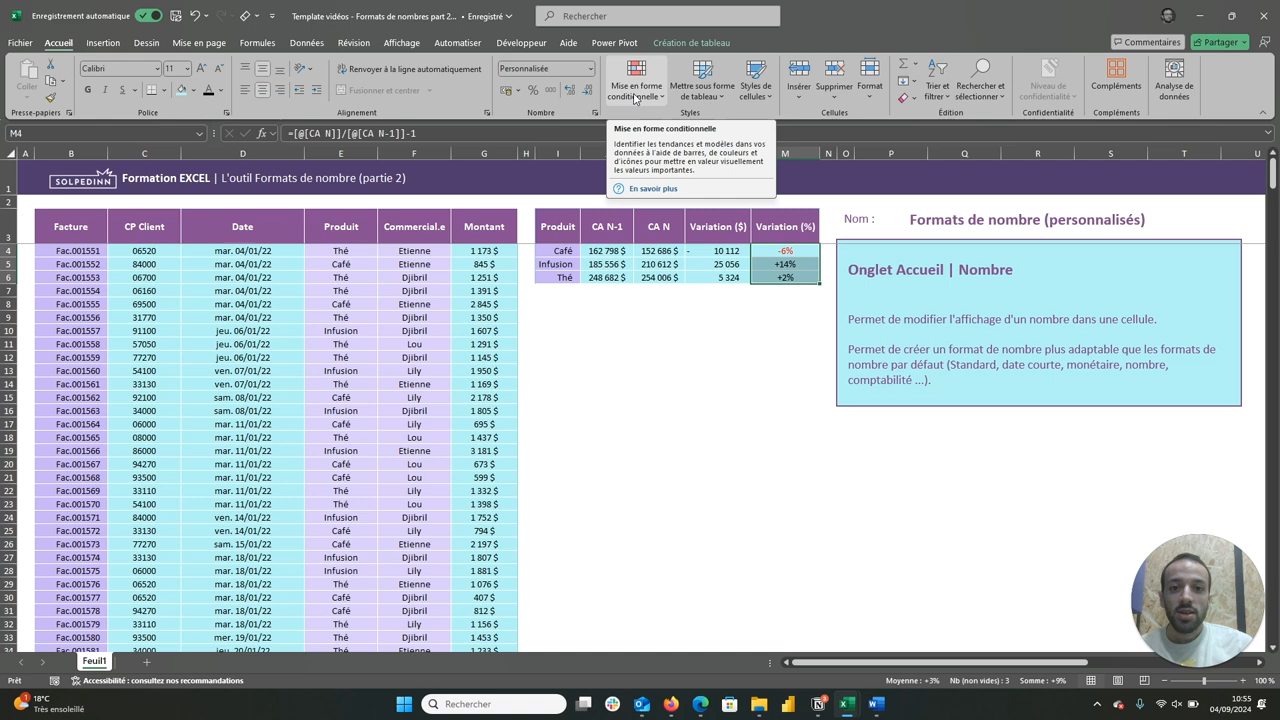 Enregistrement automatique
Template vidéos - Formats de nombres part 2... • Enregistré
Rechercher
Fichier Accueil Insertion Dessin Mise en page Formules Données Révision Affichage Automatiser Développeur Aide Power Pivot Création de tableau
Commentaires Partager
Coller
Presse-papiers
Calibri 11
G I S
Police
Renvoyer à la ligne automatiquement
Fusionner et centrer
Alignement
Personnalisée
% 000
Nombre
Mise en forme conditionnelle
Mettre sous forme de tableau
Styles de cellules
Styles
Insérer Supprimer Format
Cellules
Trier et filtrer
Rechercher et sélectionner
Édition
Niveau de confidentialité
Confidentialité
Compléments
Compléments
Analyse de données
M4 fx =[@[CA N]]/[@[CA N-1]]-1
Mise en forme conditionnelle
Identifier les tendances et modèles dans vos
données à l'aide de barres, de couleurs et
d'icônes pour mettre en valeur visuellement
les valeurs importantes.
En savoir plus
A B C D E F G H I M N O P Q R S T U
SOLPEDINN Formation EXCEL | L'outil Formats de nombre (partie 2)
Facture CP Client Date Produit Commercial.e Montant
5 Fac.001551 06520 mar. 04/01/22 Thé Etienne 1 173 $
6 Fac.001552 84000 mar. 04/01/22 Café Etienne 845 $
Fac.001553 06700 mar. 04/01/22 Thé Djibril 1 251 $
Fac.001554 06160 mar. 04/01/22 Thé Djibril 1 391 $
Fac.001555 69500 mar. 04/01/22 Café Etienne 2 845 $
Fac.001556 31770 mar. 04/01/22 Thé Djibril 1 350 $
Fac.001557 91100 jeu. 06/01/22 Infusion Djibril 1 607 $
Fac.001558 57050 jeu. 06/01/22 Thé Lou 1 291 $
Fac.001559 77270 jeu. 06/01/22 Thé Djibril 1 145 $
Fac.001560 54100 ven. 07/01/22 Infusion Lily 1 950 $
Fac.001561 33130 ven. 07/01/22 Thé Etienne 1 169 $
Fac.001562 92100 sam. 08/01/22 Café Lily 2 178 $
Fac.001563 34000 sam. 08/01/22 Infusion Djibril 1 805 $
Fac.001564 06000 mar. 11/01/22 Café Lily 695 $
Fac.001565 08000 mar. 11/01/22 Thé Lou 1 437 $
Fac.001566 86000 mar. 11/01/22 Infusion Etienne 3 181 $
Fac.001567 94270 mar. 11/01/22 Café Lou 673 $
Fac.001568 93500 mar. 11/01/22 Café Lou 599 $
Fac.001569 33110 mar. 11/01/22 Thé Lily 1 332 $
Fac.001570 54100 mar. 11/01/22 Thé Lou 1 398 $
Fac.001571 84000 ven. 14/01/22 Infusion Djibril 1 752 $
Fac.001572 33130 ven. 14/01/22 Café Lily 794 $
Fac.001573 77270 sam. 15/01/22 Café Etienne 2 197 $
Fac.001574 33130 mar. 18/01/22 Infusion Djibril 1 807 $
Fac.001575 06000 mar. 18/01/22 Infusion Lily 1 881 $
Fac.001576 06520 mar. 18/01/22 Thé Etienne 1 076 $
Fac.001577 06520 mar. 18/01/22 Café Djibril 407 $
Fac.001578 94270 mar. 18/01/22 Café Djibril 812 $
Fac.001579 33110 mar. 18/01/22 Thé Lily 1 156 $
Fac.001580 93500 mer. 19/01/22 Thé Djibril 1 453 $
Fac.001581 34000 jeu. 20/01/22 Café Etienne 1 233 $
Produit CA N-1 CA N Variation ($) Variation (%)
Café 162 798 $ 152 686 $ - 10 112 -6%
Infusion 185 556 $ 210 612 $ 25 056 +14%
Thé 248 682 $ 254 006 $ 5 324 +2%
Nom : Formats de nombre (personnalisés)
Onglet Accueil | Nombre
Permet de modifier l'affichage d'un nombre dans une cellule.
Permet de créer un format de nombre plus adaptable que les formats de
nombre par défaut (Standard, date courte, monétaire, nombre,
comptabilité ...).
Feuil1
Prêt Accessibilité : consultez nos recommandations
Moyenne : +3% Nb (non vides) : 3 Somme : +9%
100 %
18°C
Très ensoleillé
Rechercher
10:55
04/09/2024